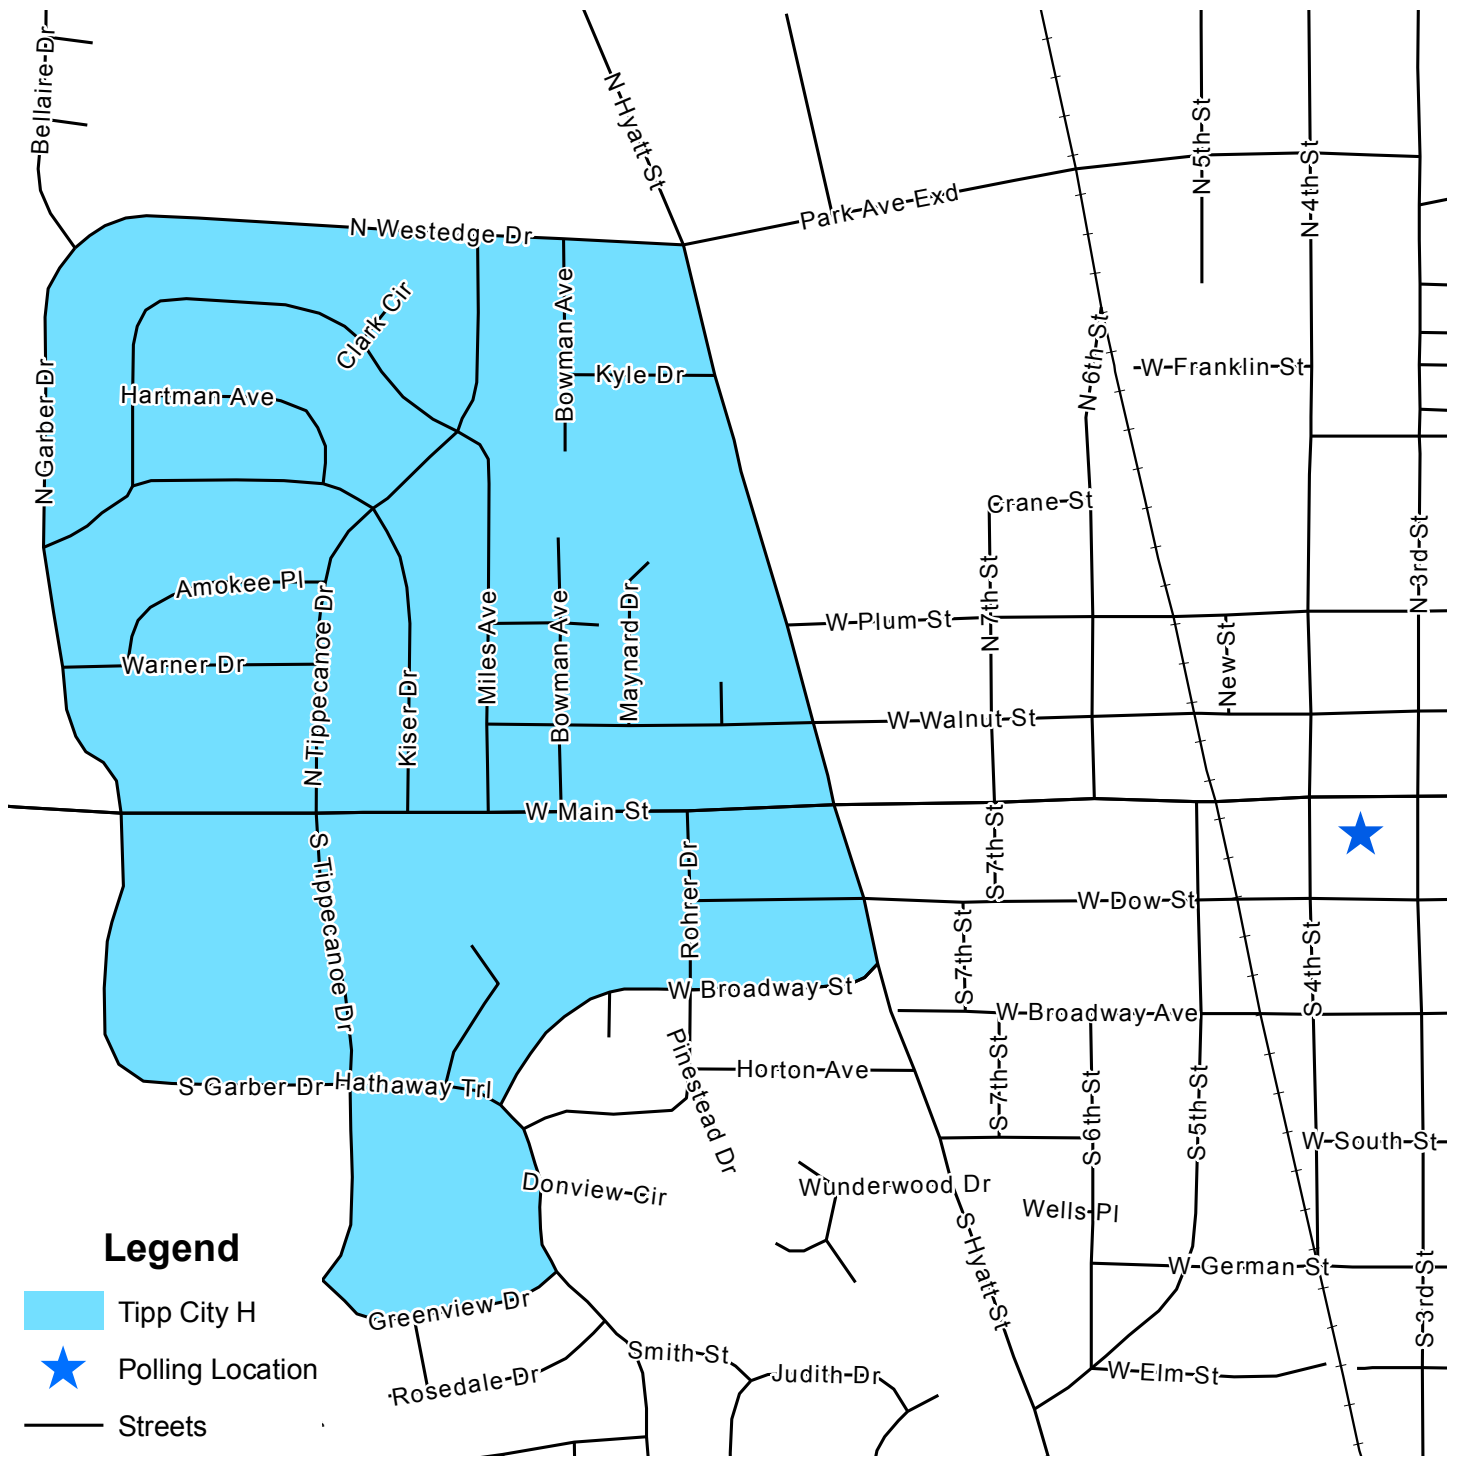 Bellaire-Dr
N-Hyatt-St
N-5th-St
N-4th-St
Park-Ave-Exd
N-Westedge-Dr
Clark-Cir
Bowman-Ave
N-6th-St
W-Franklin-St
N-Garber-Dr
Kyle-Dr
Hartman-Ave
Crane-St
N-3rd-St
Amokee Pl
N-7th-St
W-Plum-St
N-Tippecanoe-Dr
Miles-Ave
Bowman-Ave
Maynard-Dr
New-St
Warner-Dr
Kiser-Dr
W-Walnut-St
W-Main-St
S-7th-St
S-Tippecanoe-Dr
Rohrer-Dr
W-Dow-St
S-7th-St
S-4th-St
W-Broadway-St
W-Broadway-Ave
Pinestead Dr
Horton-Ave
S-7th-St
S-6th-St
S-5th-St
S-Garber-Dr
Hathaway-Trl
W-South-St
Donview-Cir
Wunderwood-Dr
Wells-Pl
S-Hyatt-St
W-German-St
S-3rd-St
Greenview-Dr
Smith-St
Judith-Dr
Rosedale-Dr
W-Elm-St
Legend
Tipp City H
Polling Location
Streets